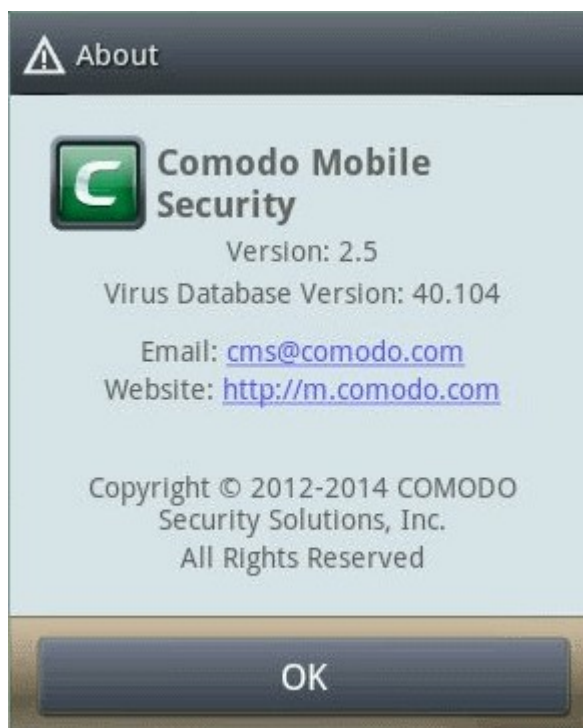 About
Comodo Mobile
Security
Version: 2.5
Virus Database Version: 40.104
Email: cms@comodo.com
Website: http://m.comodo.com
Copyright © 2012-2014 COMODO
Security Solutions, Inc.
All Rights Reserved
OK